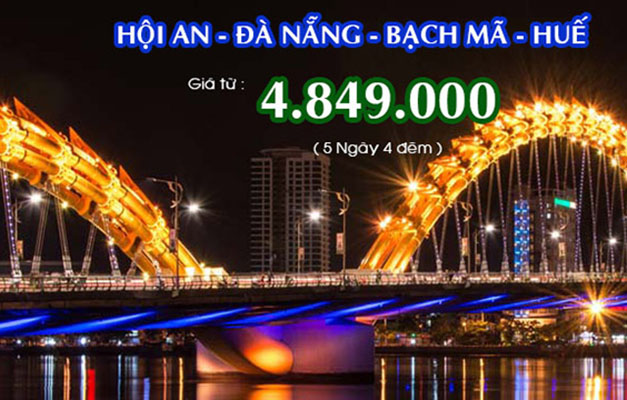 HỘI AN - ĐÀ NẴNG - BẠCH MÃ - HUẾ
Giá từ :
4.849.000
( 5 Ngày 4 đêm )